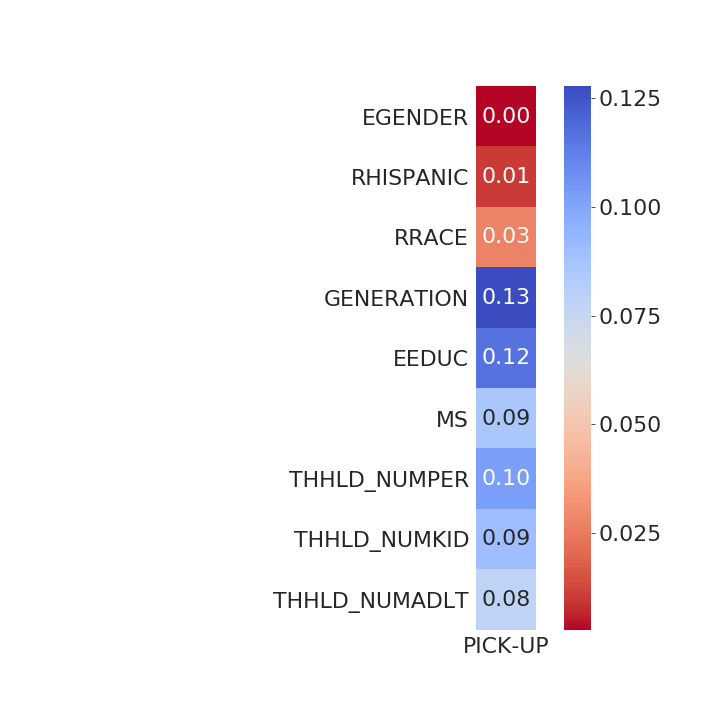 EGENDER 0.00
RHISPANIC 0.01
RRACE 0.03
GENERATION 0.13
EEDUC 0.12
MS 0.09
THHLD_NUMPER 0.10
THHLD_NUMKID 0.09
THHLD_NUMADLT 0.08
PICK-UP
0.125
0.100
0.075
0.050
0.025